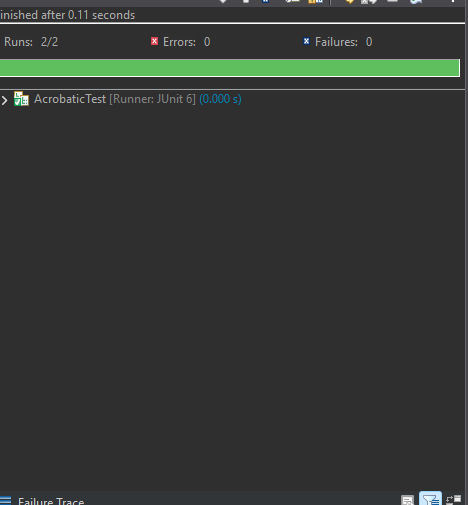 inished after 0.11 seconds
Runs: 2/2 Errors: 0 Failures: 0
AcrobaticTest [Runner: JUnit 6] (0.000 s)
Failure Trace